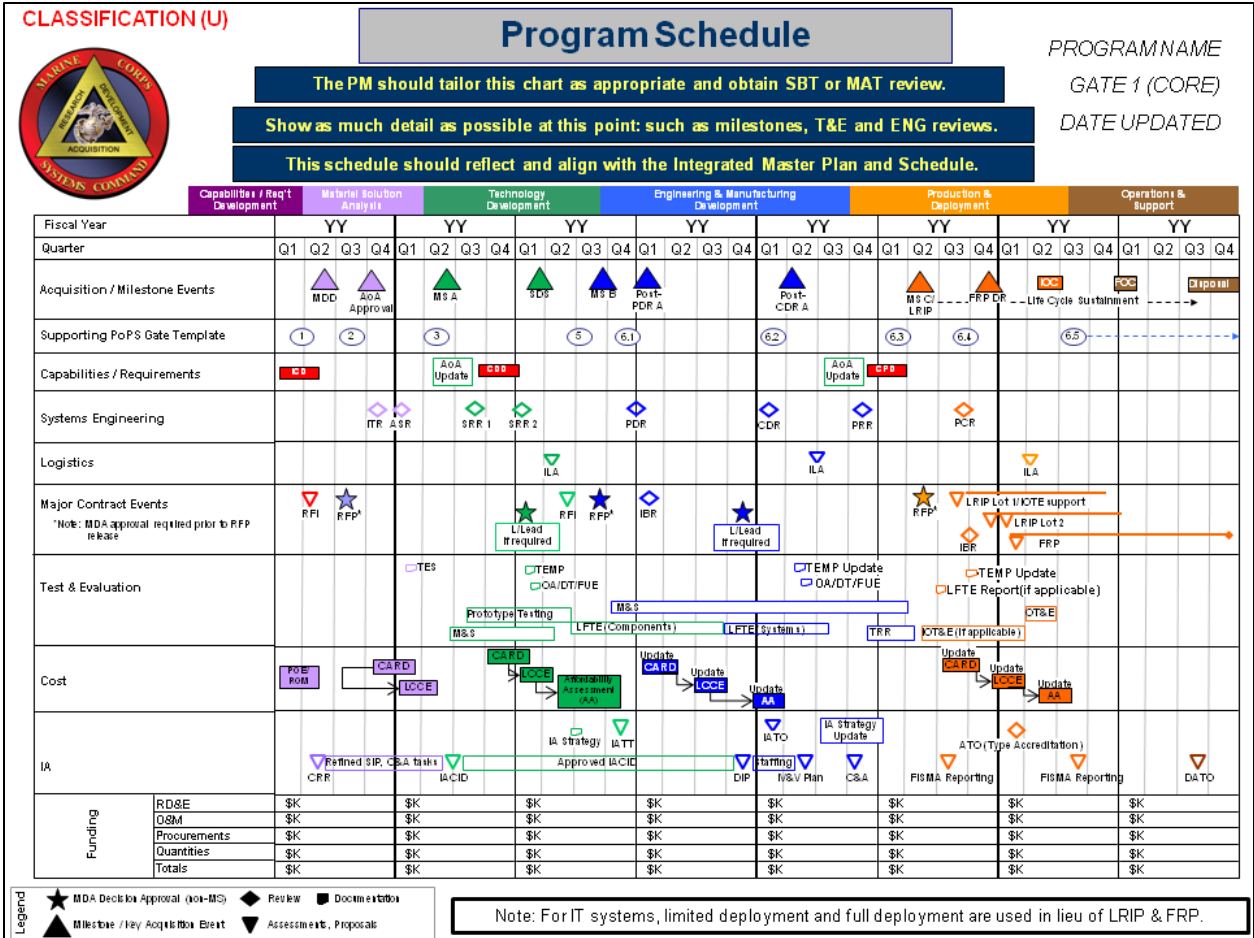 CLASSIFICATION (U)
Program Schedule
PROGRAM NAME
GATE 1 (CORE)
DATE UPDATED
MARINE CORPS
SYSTEMS COMMAND
RESEARCH
DEVELOPMENT
ACQUISITION
The PM should tailor this chart as appropriate and obtain SBT or MAT review.
Show as much detail as possible at this point: such as milestones, T&E and ENG reviews.
This schedule should reflect and align with the Integrated Master Plan and Schedule.
Capabilities / Req't
Development
Materiel Solution
Analysis
Technology
Development
Engineering & Manufacturing
Development
Production &
Deployment
Operations &
Support
Fiscal Year YY YY YY YY YY YY YY YY
Quarter Q1 Q2 Q3 Q4 Q1 Q2 Q3 Q4 Q1 Q2 Q3 Q4 Q1 Q2 Q3 Q4 Q1 Q2 Q3 Q4 Q1 Q2 Q3 Q4 Q1 Q2 Q3 Q4 Q1 Q2 Q3 Q4
Acquisition / Milestone Events
MDD
AoA
Approval
MS A
SDS
MS B
Post-
PDR A
Post-
CDR A
MS C/
LRIP
FRP DR
IOC
FOC
Disposal
Life Cycle Sustainment
Supporting PoPS Gate Template 1 2 3 5 6.1 6.2 6.3 6.4 6.5
Capabilities / Requirements
ICD
AoA
Update
CDD
AoA
Update
CPD
Systems Engineering
ITR ASR SRR 1 SRR 2 PDR CDR PRR PCR
Logistics
ILA ILA ILA
Major Contract Events
*Note: MDA approval required prior to RFP
release
RFI
RFP*
L/Lead
If required
RFI
RFP*
IBR
L/Lead
If required
RFP*
LRIP Lot 1/IOTE support
LRIP Lot 2
IBR
FRP
Test & Evaluation
TES
TEMP
OA/DT/FUE
TEMP Update
OA/DT/FUE
TEMP Update
LFTE Report(if applicable)
Prototype Testing
M&S
M&S
LFTE(Components)
LFTE(Systems)
TRR
OT&E
IOT&E(If applicable)
Cost
POE/
ROM
CARD
LCCE
CARD
LCCE
Affordability
Assessment
(AA)
Update
CARD
Update
LCCE
Update
AA
Update
CARD
Update
LCCE
Update
AA
IA
CRR
Refined SIP, C&A tasks
IACID
IA Strategy
IATT
Approved IACID
DIP
Staffing
IATO
IV&V Plan
IA Strategy
Update
C&A
FISMA Reporting
ATO (Type Accreditation)
FISMA Reporting
DATO
Funding
RD&E $K $K $K $K $K $K $K $K
O&M $K $K $K $K $K $K $K $K
Procurements $K $K $K $K $K $K $K $K
Quantities $K $K $K $K $K $K $K $K
Totals $K $K $K $K $K $K $K $K
Legend
MDA Decision Approval (non-MS) Review Documentation
Milestone / key Acquisition Event Assessments, Proposals
Note: For IT systems, limited deployment and full deployment are used in lieu of LRIP & FRP.